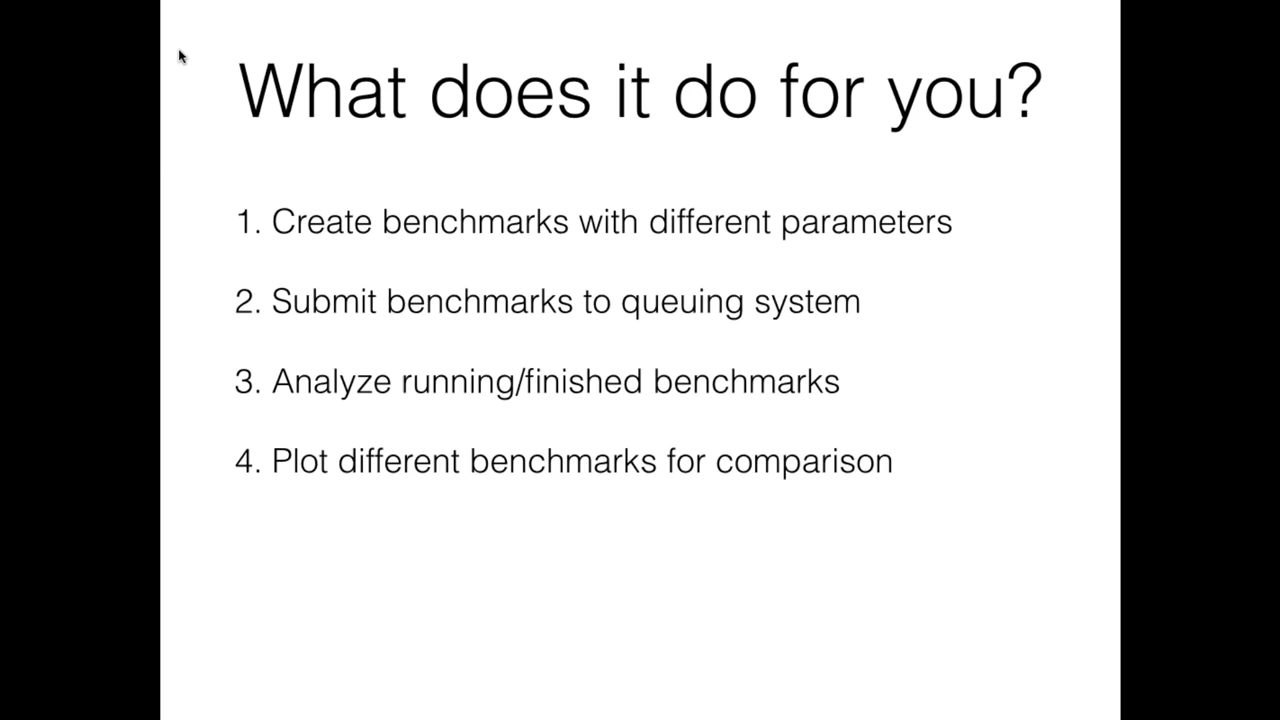 What does it do for you?
1. Create benchmarks with different parameters
2. Submit benchmarks to queuing system
3. Analyze running/finished benchmarks
4. Plot different benchmarks for comparison